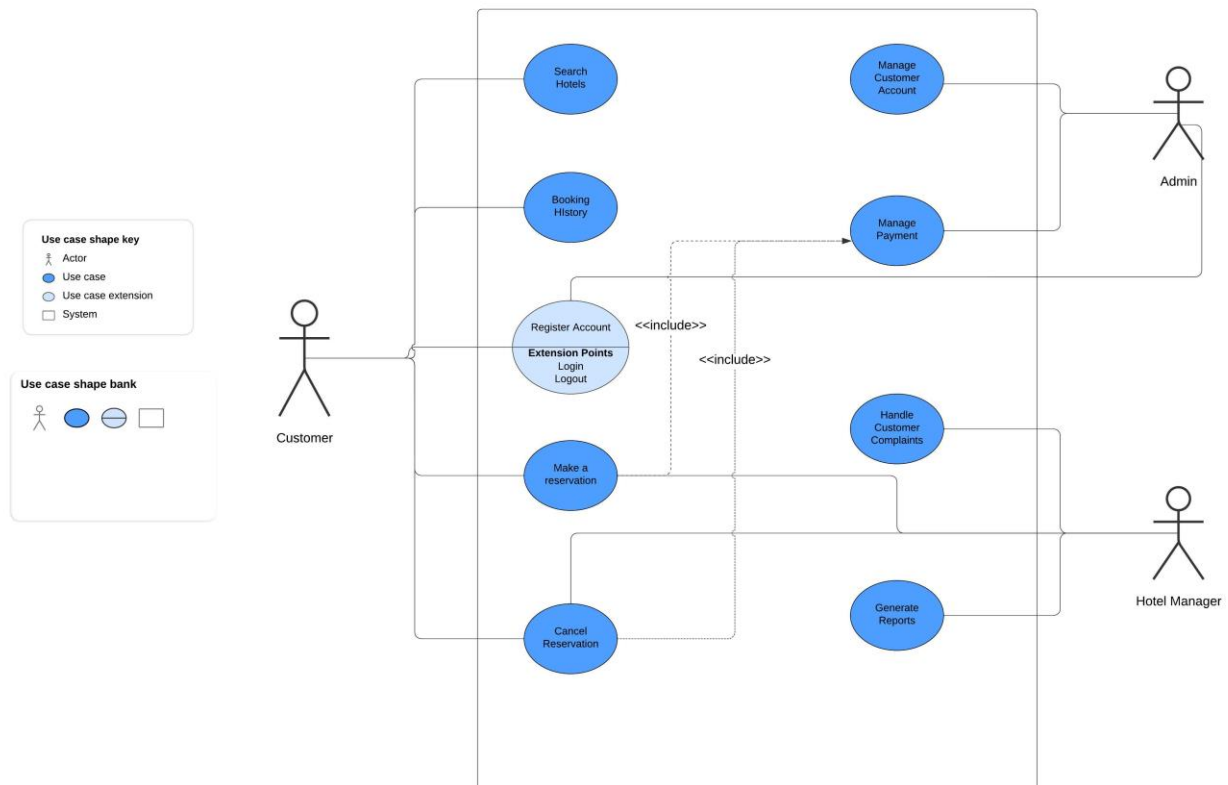 Search
Hotels
Manage
Customer
Account
Admin
Booking
HIstory
Manage
Payment
Use case shape key
Actor
Use case
Use case extension
System
Register Account
Extension Points
Login
Logout
<<include>>
<<include>>
Use case shape bank
Customer
Handle
Customer
Complaints
Make a
reservation
Hotel Manager
Cancel
Reservation
Generate
Reports